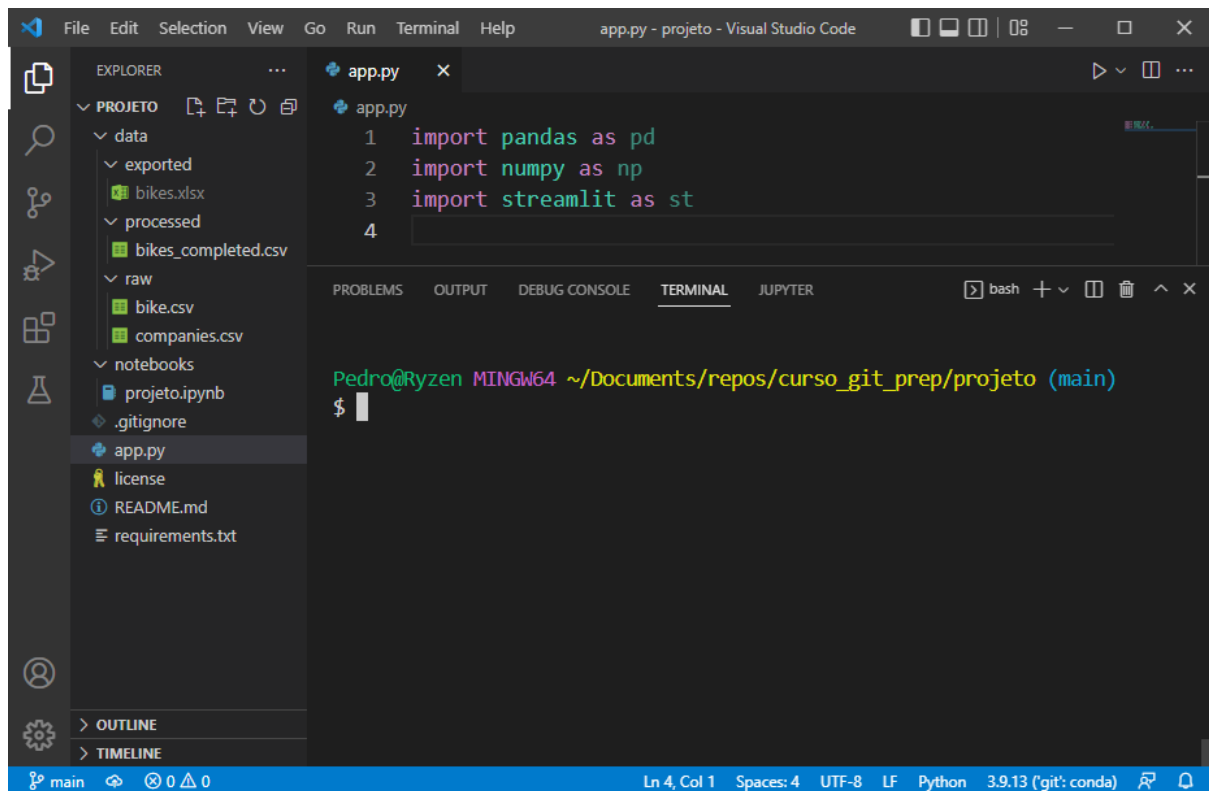 File Edit Selection View Go Run Terminal Help app.py - projeto - Visual Studio Code
EXPLORER
PROJETO
data
exported
bikes.xlsx
processed
bikes_completed.csv
raw
bike.csv
companies.csv
notebooks
projeto.ipynb
.gitignore
app.py
license
README.md
requirements.txt
OUTLINE
TIMELINE
app.py
app.py
1 import pandas as pd
2 import numpy as np
3 import streamlit as st
4
PROBLEMS OUTPUT DEBUG CONSOLE TERMINAL JUPYTER bash
Pedro@Ryzen MINGW64 ~/Documents/repos/curso_git_prep/projeto (main)
$
main 0 0 Ln 4, Col 1 Spaces: 4 UTF-8 LF Python 3.9.13 ('git': conda)